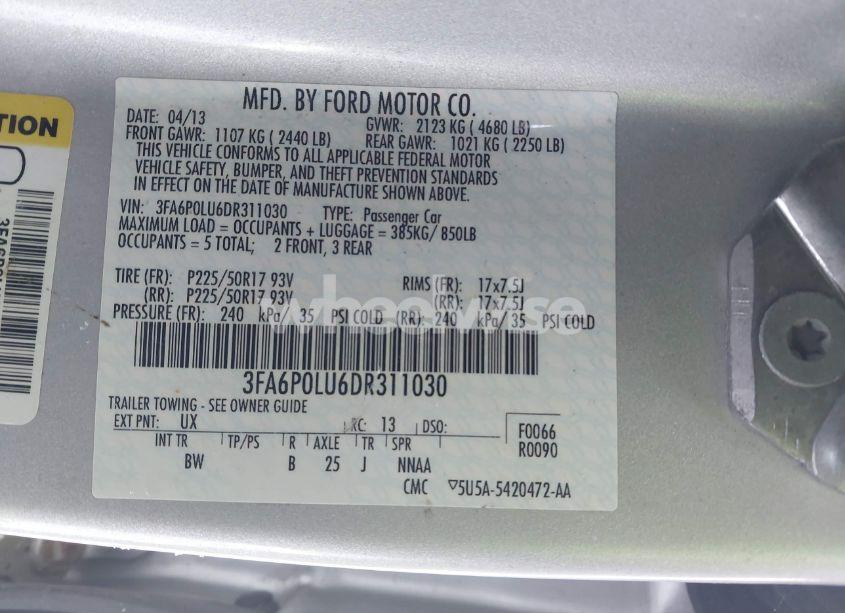 TION
MFD. BY FORD MOTOR CO.
DATE: 04/13 GVWR: 2123 KG ( 4680 LB)
FRONT GAWR: 1107 KG ( 2440 LB) REAR GAWR: 1021 KG ( 2250 LB)
THIS VEHICLE CONFORMS TO ALL APPLICABLE FEDERAL MOTOR
VEHICLE SAFETY, BUMPER, AND THEFT PREVENTION STANDARDS
IN EFFECT ON THE DATE OF MANUFACTURE SHOWN ABOVE.
VIN: 3FA6P0LU6DR311030 TYPE: Passenger Car
MAXIMUM LOAD = OCCUPANTS + LUGGAGE = 385KG/ 850LB
OCCUPANTS = 5 TOTAL; 2 FRONT, 3 REAR
TIRE (FR): P225/50R17 93V RIMS (FR): 17x7.5J
(RR): P225/50R17 93V (RR): 17x7.5J
wheelwise
PRESSURE (FR): 240 kPa/ 35 PSI COLD (RR): 240 kPa/ 35 PSI COLD
3FA6P0LU6DR311030
TRAILER TOWING - SEE OWNER GUIDE
EXT PNT: UX RC: 13 DSO: F0066
INT TR TP/PS R AXLE TR SPR R0090
BW B 25 J NNAA
CMC ▽5U5A-5420472-AA